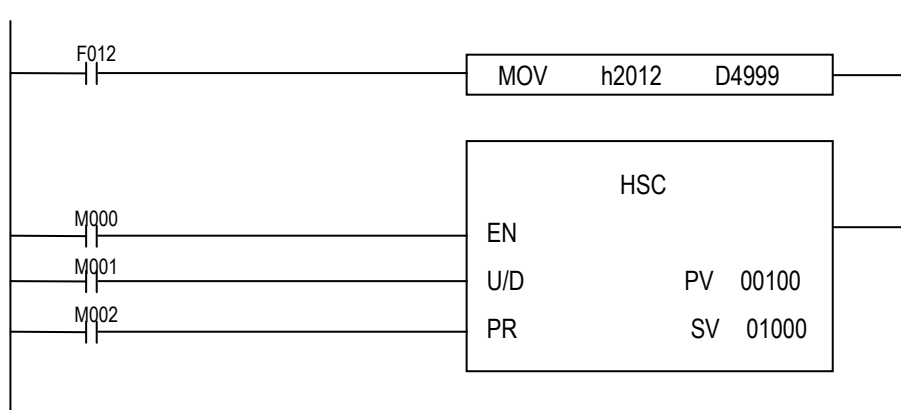 F012
MOV h2012 D4999
HSC
M000
EN
M001
U/D PV 00100
M002
PR SV 01000